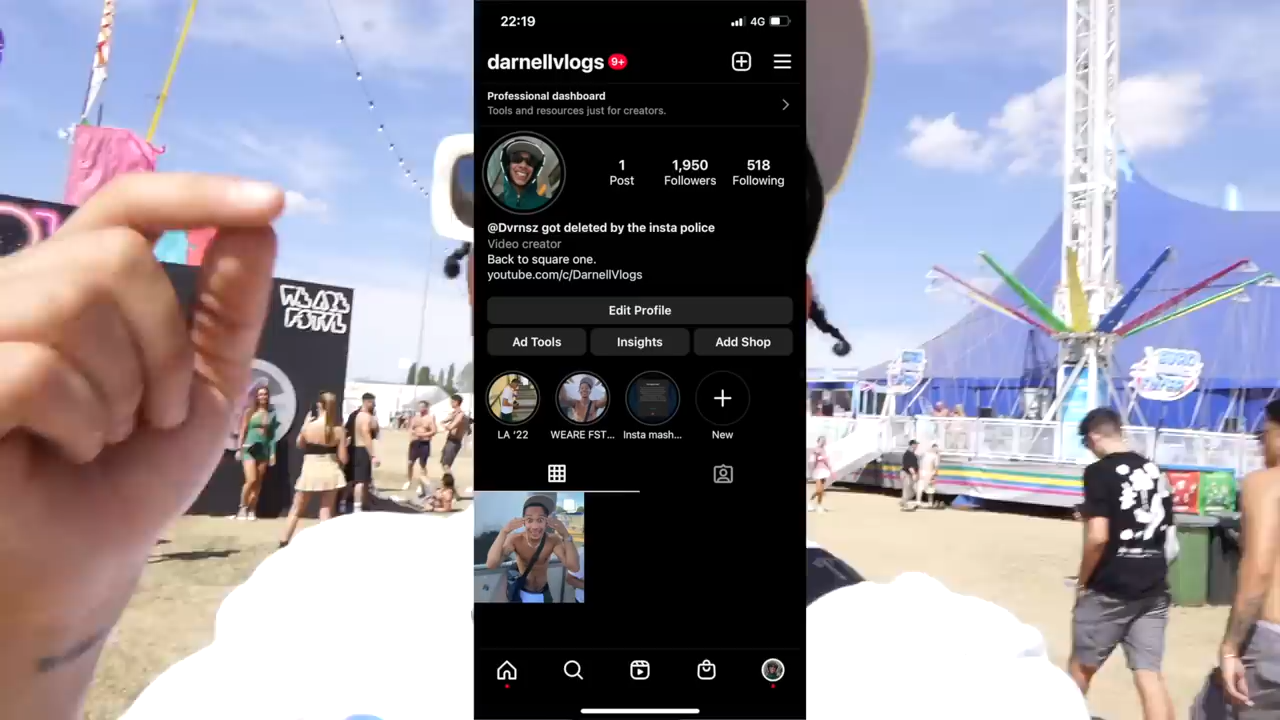 22:19
4G
darnellvlogs 9+
Professional dashboard
Tools and resources just for creators.
1
Post
1,950
Followers
518
Following
@Dvrnsz got deleted by the insta police
Video creator
Back to square one.
youtube.com/c/DarnellVlogs
Edit Profile
Ad Tools
Insights
Add Shop
LA '22
WEARE FST...
Insta mash...
New
WE ARE
FSTVL